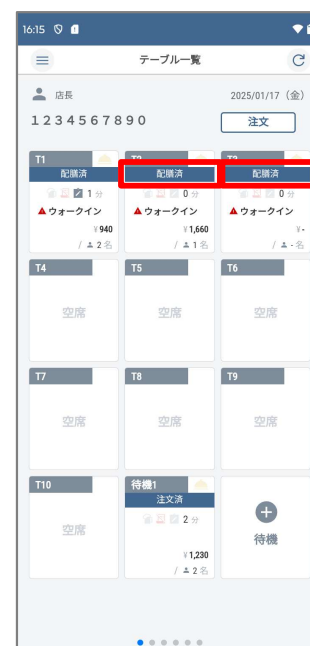 16:15
テーブル一覧
店長
2025/01/17（金）
1234567890
注文
T1
配膳済
1 分
ウォークイン
¥940
/ 2 名
T2
配膳済
0 分
ウォークイン
¥1,660
/ 1 名
T3
配膳済
0 分
ウォークイン
¥-
/ - 名
T4
空席
T5
空席
T6
空席
T7
空席
T8
空席
T9
空席
T10
空席
待機1
注文済
2 分
¥1,230
/ 2 名
待機